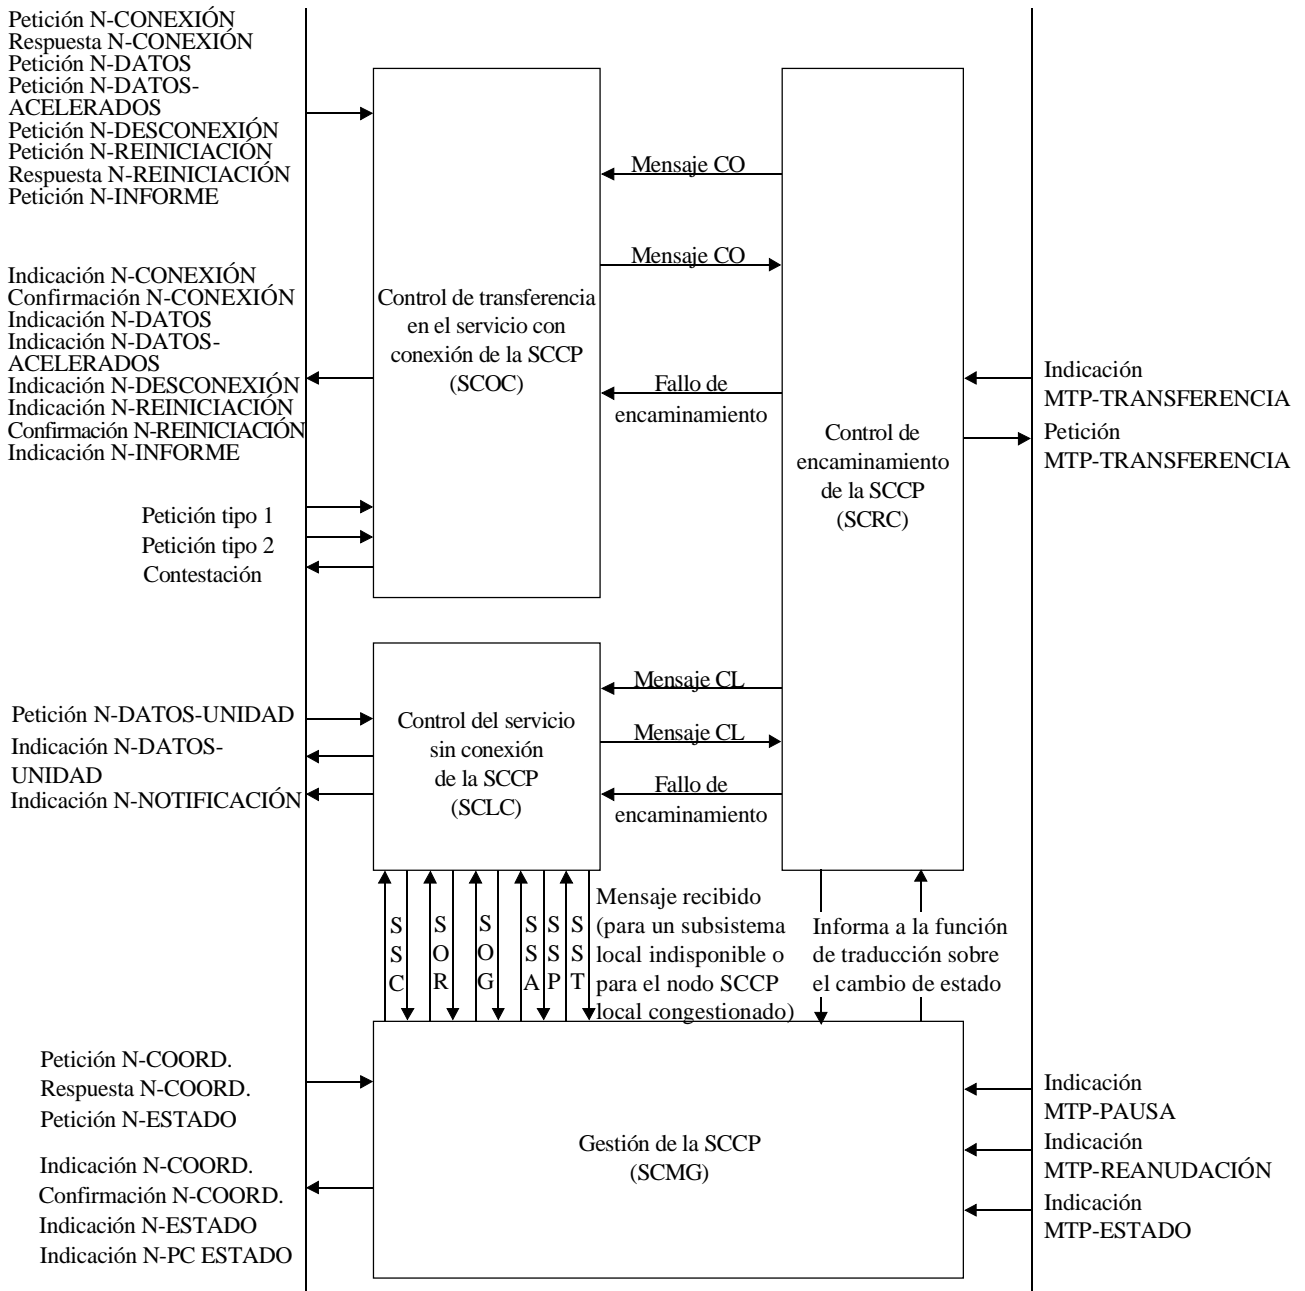 Petición N-CONEXIÓN
Respuesta N-CONEXIÓN
Petición N-DATOS
Petición N-DATOS-
ACELERADOS
Petición N-DESCONEXIÓN
Petición N-REINICIACIÓN
Respuesta N-REINICIACIÓN
Petición N-INFORME
Indicación N-CONEXIÓN
Confirmación N-CONEXIÓN
Indicación N-DATOS
Indicación N-DATOS-
ACELERADOS
Indicación N-DESCONEXIÓN
Indicación N-REINICIACIÓN
Confirmación N-REINICIACIÓN
Indicación N-INFORME
Petición tipo 1
Petición tipo 2
Contestación
Control de transferencia
en el servicio con
conexión de la SCCP
(SCOC)
Mensaje CO
Mensaje CO
Fallo de
encaminamiento
Control de
encaminamiento
de la SCCP
(SCRC)
Indicación
MTP-TRANSFERENCIA
Petición
MTP-TRANSFERENCIA
Petición N-DATOS-UNIDAD
Indicación N-DATOS-
UNIDAD
Indicación N-NOTIFICACIÓN
Control del servicio
sin conexión
de la SCCP
(SCLC)
Mensaje CL
Mensaje CL
Fallo de
encaminamiento
SSC
SOR
SOG
SSA
SSP
SST
Mensaje recibido
(para un subsistema
local indisponible o
para el nodo SCCP
local congestionado)
Informa a la función
de traducción sobre
el cambio de estado
Petición N-COORD.
Respuesta N-COORD.
Petición N-ESTADO
Indicación N-COORD.
Confirmación N-COORD.
Indicación N-ESTADO
Indicación N-PC ESTADO
Gestión de la SCCP
(SCMG)
Indicación
MTP-PAUSA
Indicación
MTP-REANUDACIÓN
Indicación
MTP-ESTADO